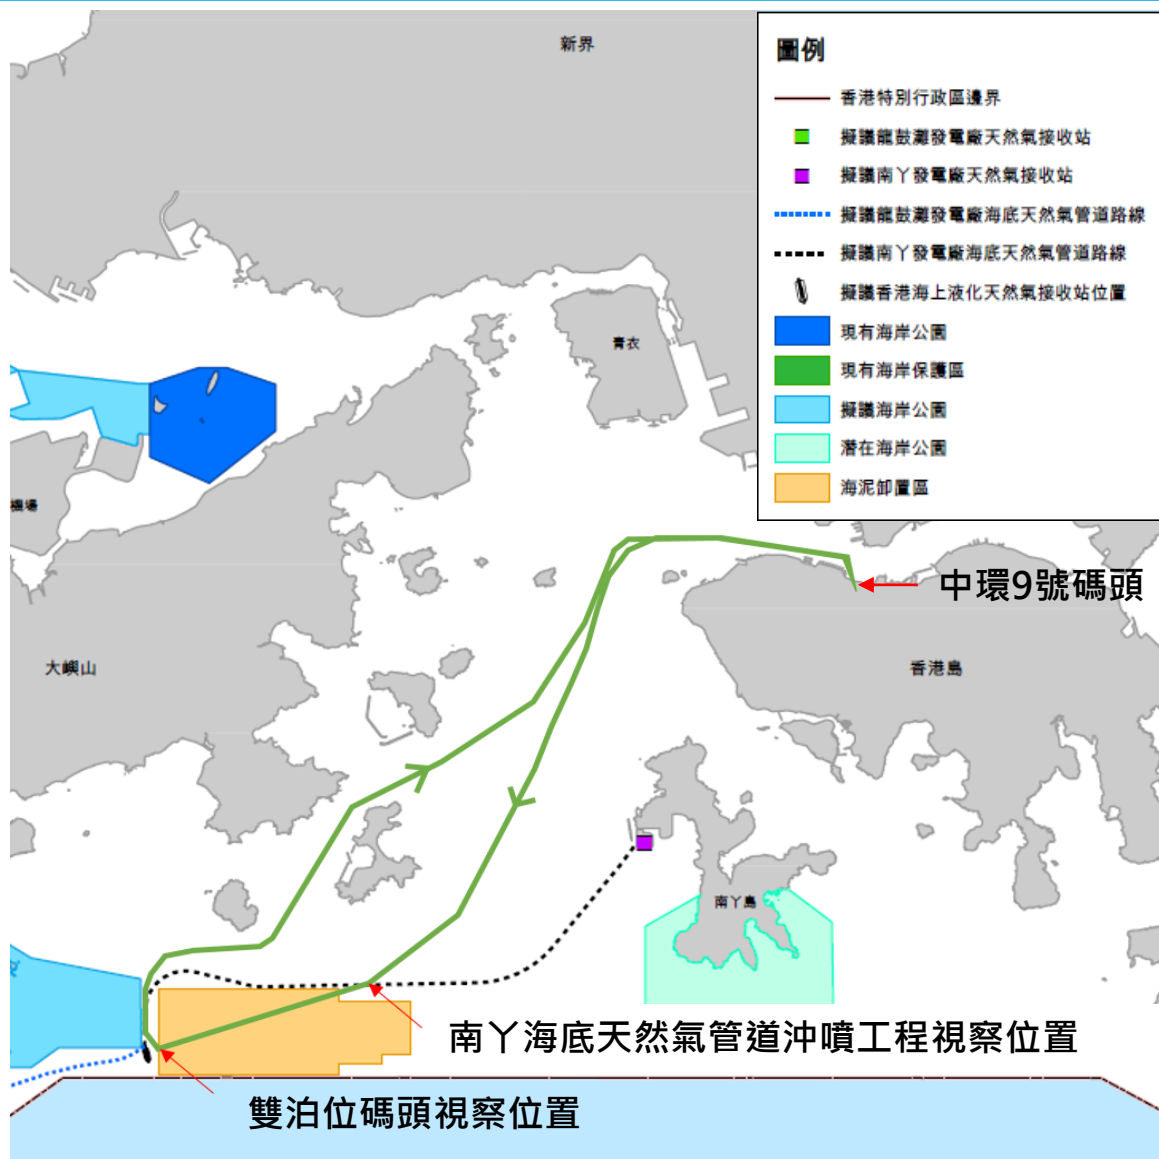 新界
圖例
香港特別行政區邊界
擬議龍鼓灘發電廠天然氣接收站
擬議南丫發電廠天然氣接收站
擬議龍鼓灘發電廠海底天然氣管道路線
擬議南丫發電廠海底天然氣管道路線
擬議香港海上液化天然氣接收站位置
現有海岸公園
現有海岸保護區
擬議海岸公園
潛在海岸公園
海泥卸置區
青衣
機場
中環9號碼頭
大嶼山
香港島
南丫島
南丫海底天然氣管道沖噴工程視察位置
雙泊位碼頭視察位置